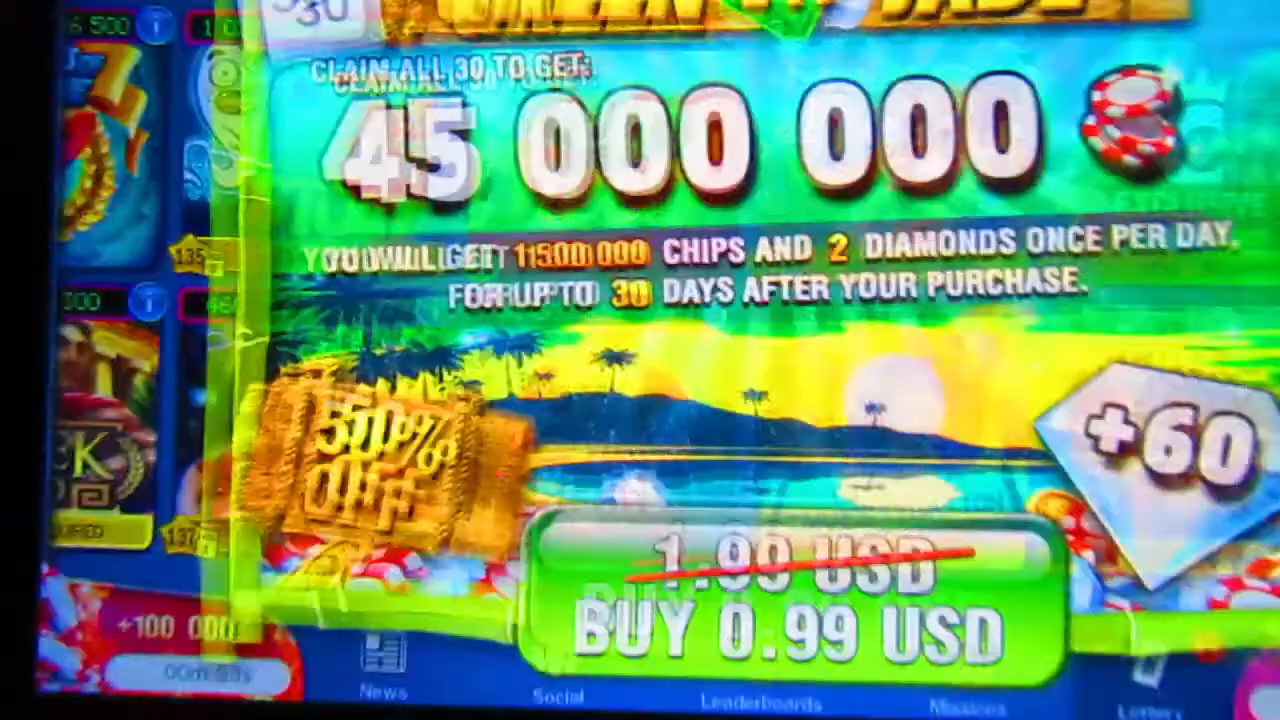 30
CLAIM ALL 30 TO GET:
45 000 000
YOU WILL GET 1 500 000 CHIPS AND 2 DIAMONDS ONCE PER DAY,
FOR UP TO 30 DAYS AFTER YOUR PURCHASE.
50% OFF
+60
1.99 USD
BUY 0.99 USD
+100 000
News
Social
Leaderboards
Missions
Lottery